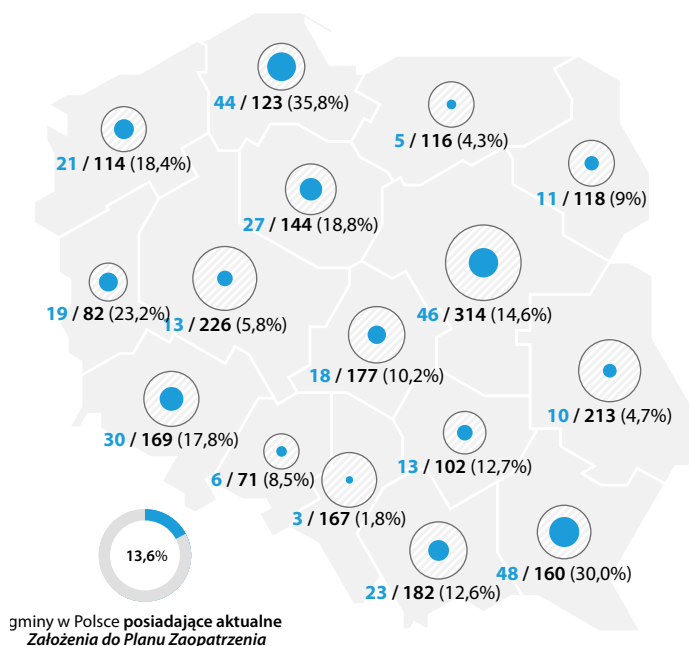 44 / 123 (35,8%)
5 / 116 (4,3%)
21 / 114 (18,4%)
11 / 118 (9%)
27 / 144 (18,8%)
19 / 82 (23,2%)
13 / 226 (5,8%)
46 / 314 (14,6%)
18 / 177 (10,2%)
10 / 213 (4,7%)
30 / 169 (17,8%)
13 / 102 (12,7%)
6 / 71 (8,5%)
3 / 167 (1,8%)
48 / 160 (30,0%)
23 / 182 (12,6%)
13,6%
gminy w Polsce posiadające aktualne
Założenia do Planu Zaopatrzenia